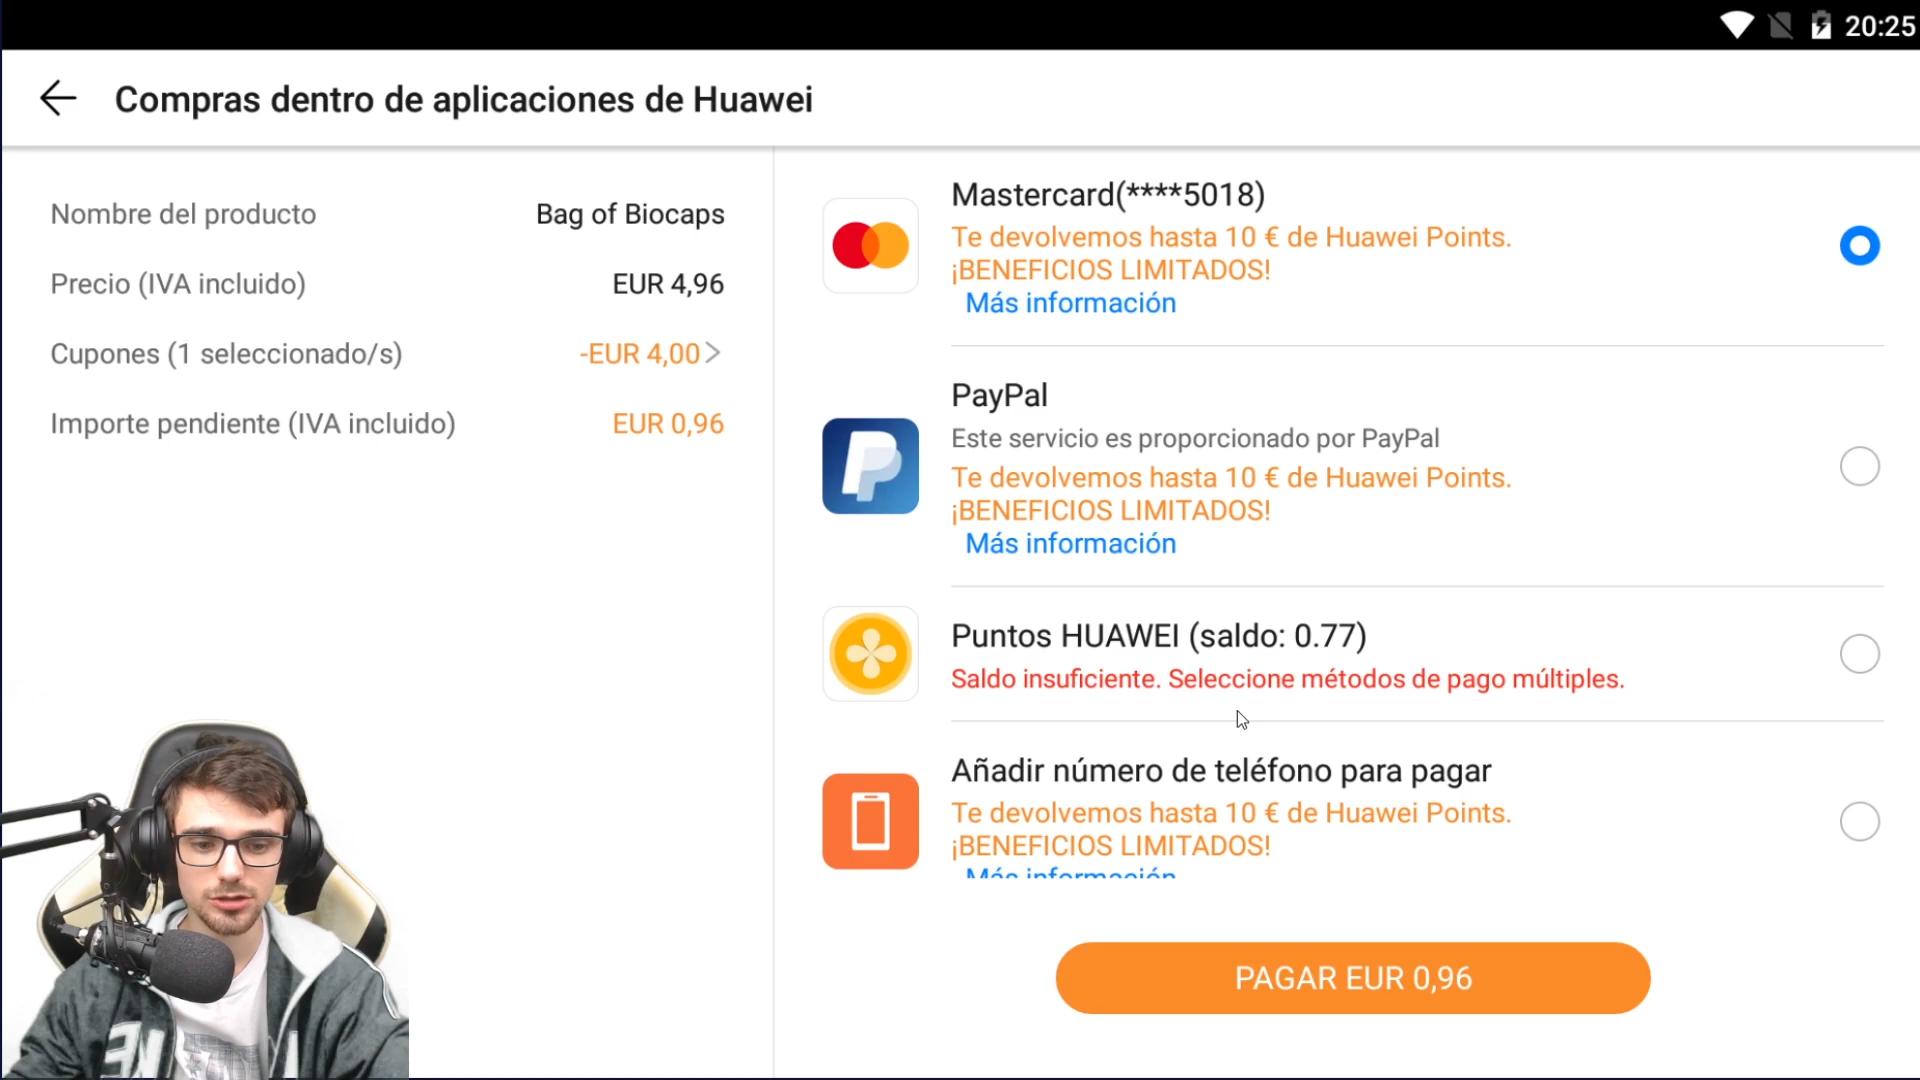 20:25
Compras dentro de aplicaciones de Huawei
Nombre del producto Bag of Biocaps
Precio (IVA incluido) EUR 4,96
Cupones (1 seleccionado/s) -EUR 4,00
Importe pendiente (IVA incluido) EUR 0,96
Mastercard(****5018)
Te devolvemos hasta 10 € de Huawei Points.
¡BENEFICIOS LIMITADOS!
Más información
PayPal
Este servicio es proporcionado por PayPal
Te devolvemos hasta 10 € de Huawei Points.
¡BENEFICIOS LIMITADOS!
Más información
Puntos HUAWEI (saldo: 0.77)
Saldo insuficiente. Seleccione métodos de pago múltiples.
Añadir número de teléfono para pagar
Te devolvemos hasta 10 € de Huawei Points.
¡BENEFICIOS LIMITADOS!
Más información
PAGAR EUR 0,96